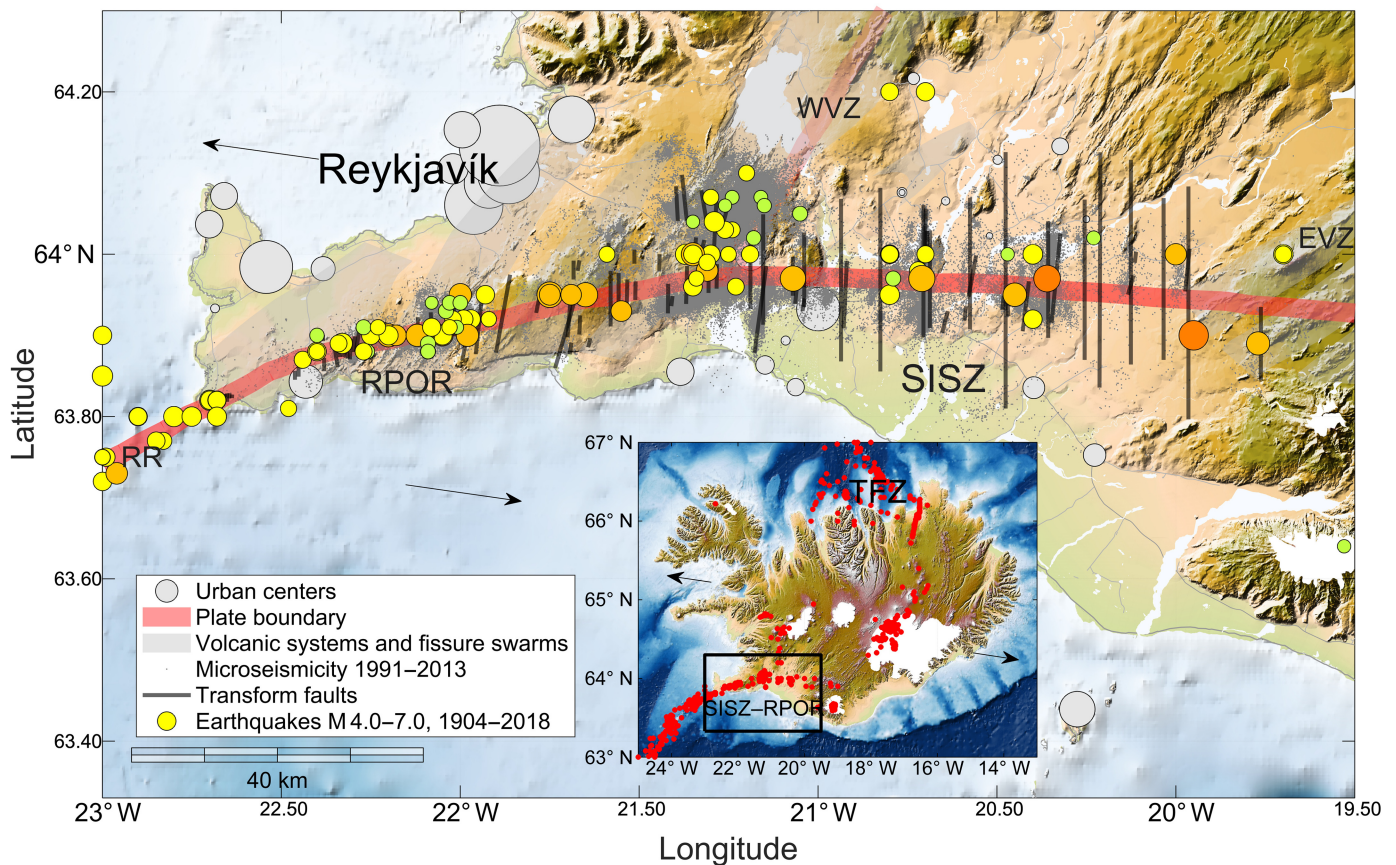 64.20
64° N
63.80
63.60
63.40
Latitude
WVZ
Reykjavík
EVZ
RPOR
SISZ
RR
Urban centers
Plate boundary
Volcanic systems and fissure swarms
Microseismicity 1991–2013
Transform faults
Earthquakes M 4.0–7.0, 1904–2018
40 km
67° N
66° N
65° N
64° N
63° N
TFZ
SISZ–RPOR
24° W 22° W 20° W 18° W 16° W 14° W
23° W 22.50 22° W 21.50 21° W 20.50 20° W 19.50
Longitude